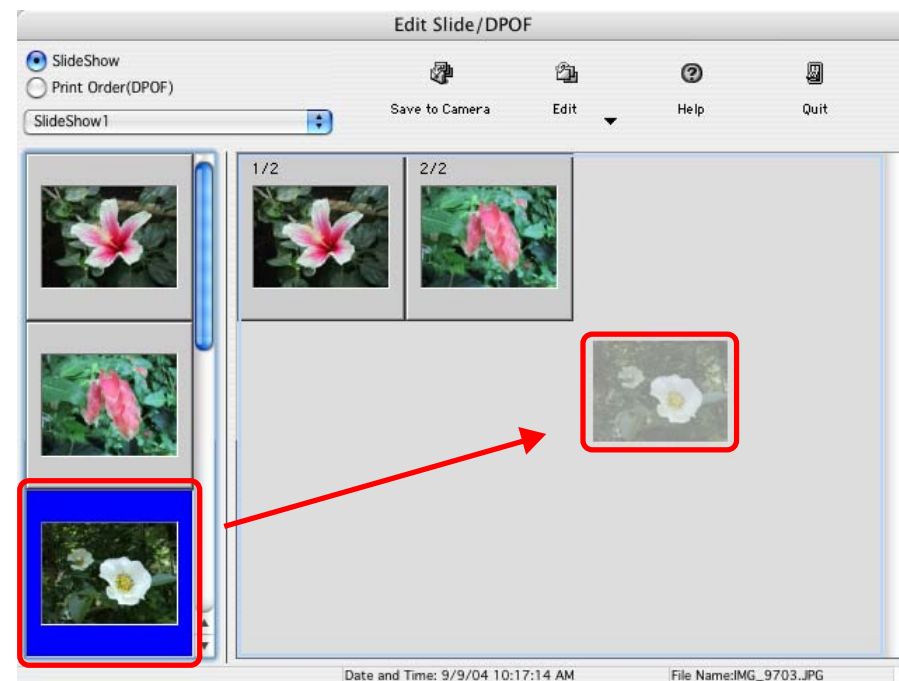 Edit Slide/DPOF
SlideShow
Print Order(DPOF)
SlideShow1
Save to Camera
Edit
Help
Quit
1/2
2/2
Date and Time: 9/9/04 10:17:14 AM
File Name:IMG_9703.JPG